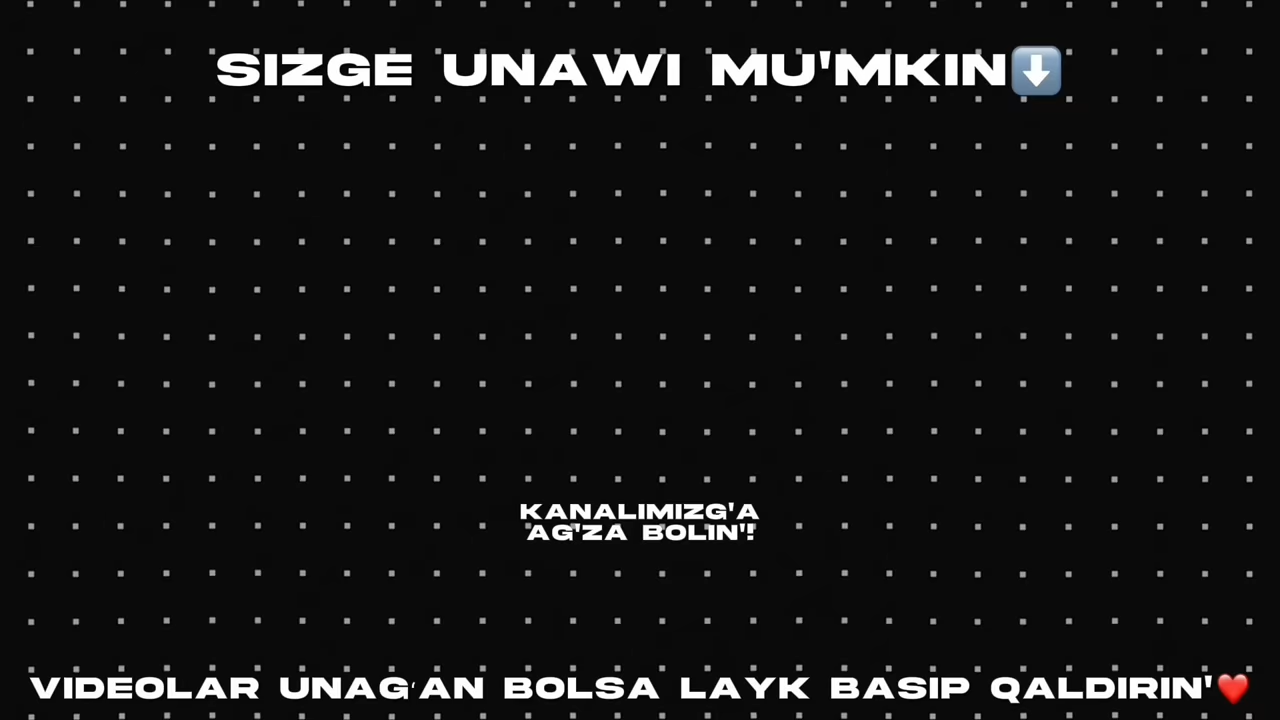 SIZGE UNAWI MU'MKIN⬇️
KANALIMIZG'A
AG'ZA BOLIN'!
VIDEOLAR UNAG‘AN BOLSA LAYK BASIP QALDIRIN'❤️